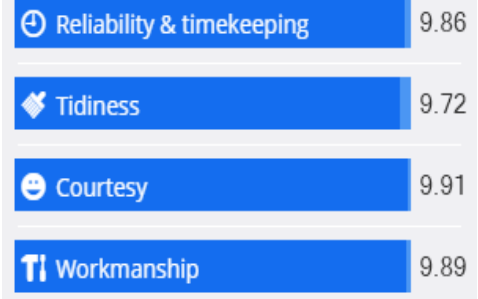 Reliability & timekeeping 9.86
Tidiness 9.72
Courtesy 9.91
Workmanship 9.89